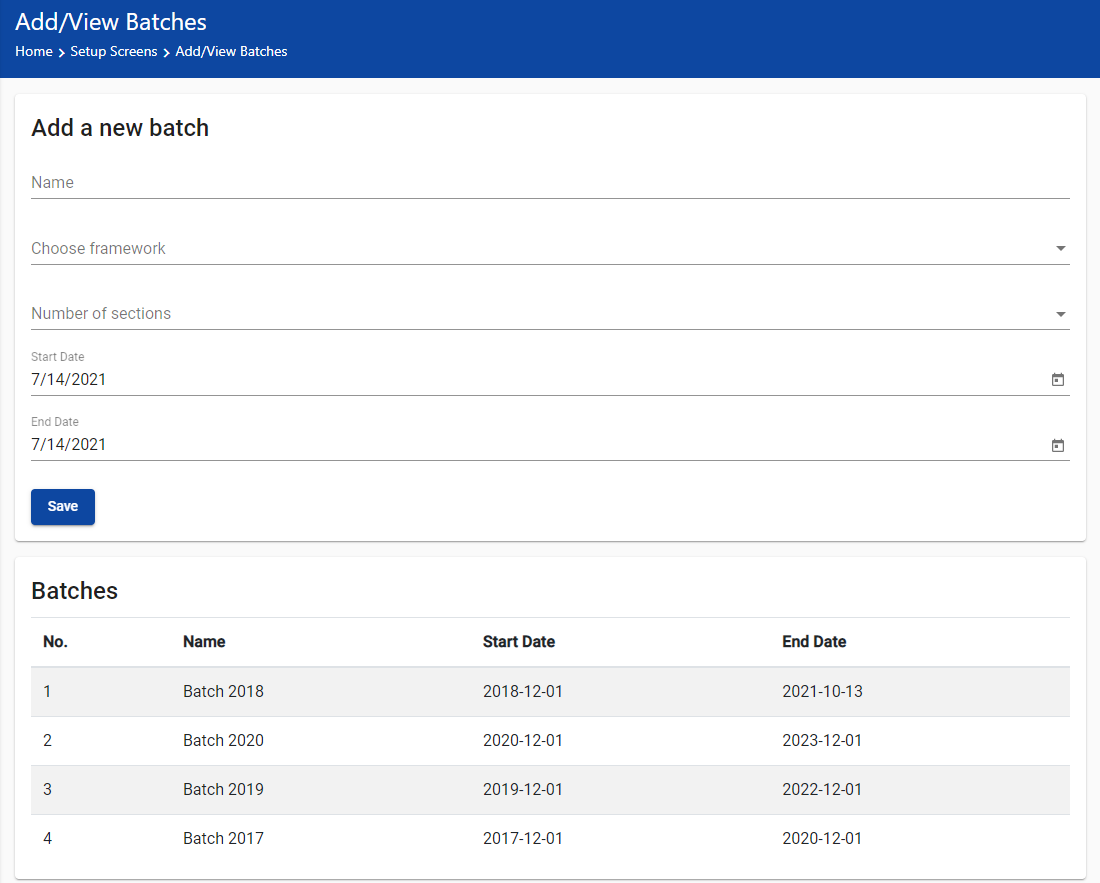 Add/View Batches
Home > Setup Screens > Add/View Batches
Add a new batch
Name
Choose framework
Number of sections
Start Date
7/14/2021
End Date
7/14/2021
Save
Batches
No. Name Start Date End Date
1 Batch 2018 2018-12-01 2021-10-13
2 Batch 2020 2020-12-01 2023-12-01
3 Batch 2019 2019-12-01 2022-12-01
4 Batch 2017 2017-12-01 2020-12-01